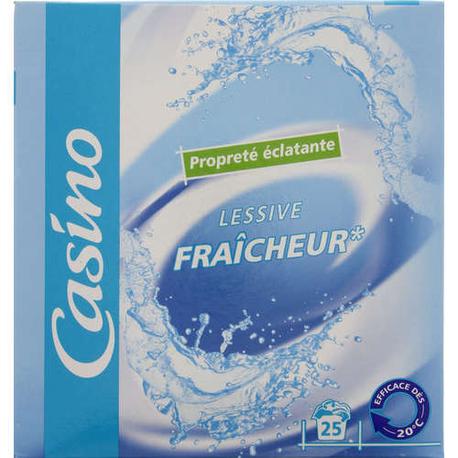 Casino
Propreté éclatante
LESSIVE
FRAÎCHEUR*
25
EFFICACE DÈS
20°C